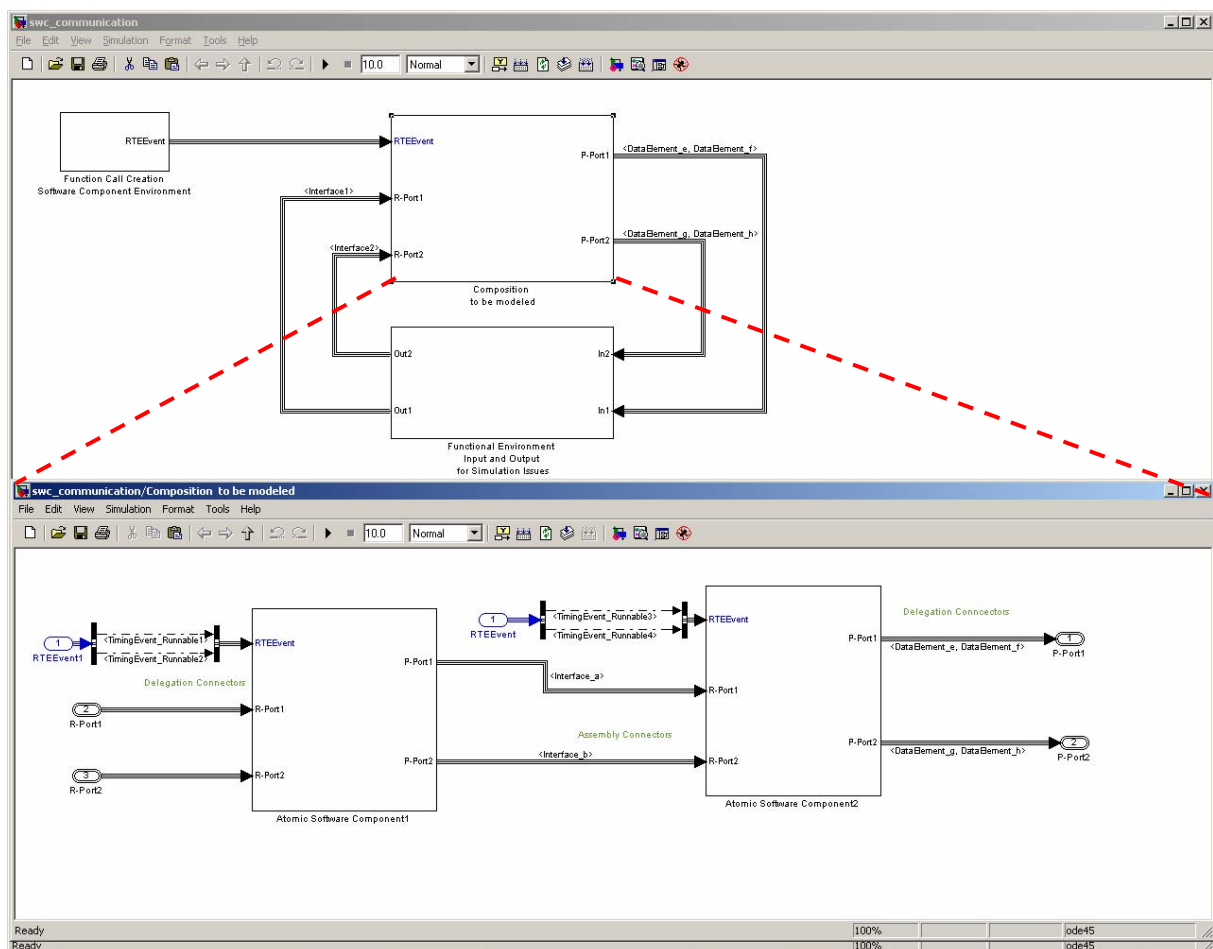 swc_communication
File Edit View Simulation Format Tools Help
10.0 Normal
RTEEvent
Function Call Creation
Software Component Environment
RTEEvent
R-Port1
R-Port2
P-Port1
P-Port2
<Interface1>
<Interface2>
<DataElement_e, DataElement_f>
<DataElement_g, DataElement_h>
Composition
to be modeled
Out2
Out1
In2
In1
Functional Environment
Input and Output
for Simulation Issues
swc_communication/Composition to be modeled
File Edit View Simulation Format Tools Help
10.0 Normal
1
RTEEvent1
<TimingEvent_Runnable1>
<TimingEvent_Runnable2>
Delegation Connectors
2
R-Port1
3
R-Port2
RTEEvent
R-Port1
R-Port2
P-Port1
P-Port2
Atomic Software Component1
1
RTEEvent
<TimingEvent_Runnable3>
<TimingEvent_Runnable4>
<Interface_a>
Assembly Connectors
<Interface_b>
RTEEvent
R-Port1
R-Port2
P-Port1
P-Port2
Atomic Software Component2
Delegation Conncectors
<DataElement_e, DataElement_f>
1
P-Port1
<DataElement_g, DataElement_h>
2
P-Port2
Ready 100% ode45
Ready 100% ode45